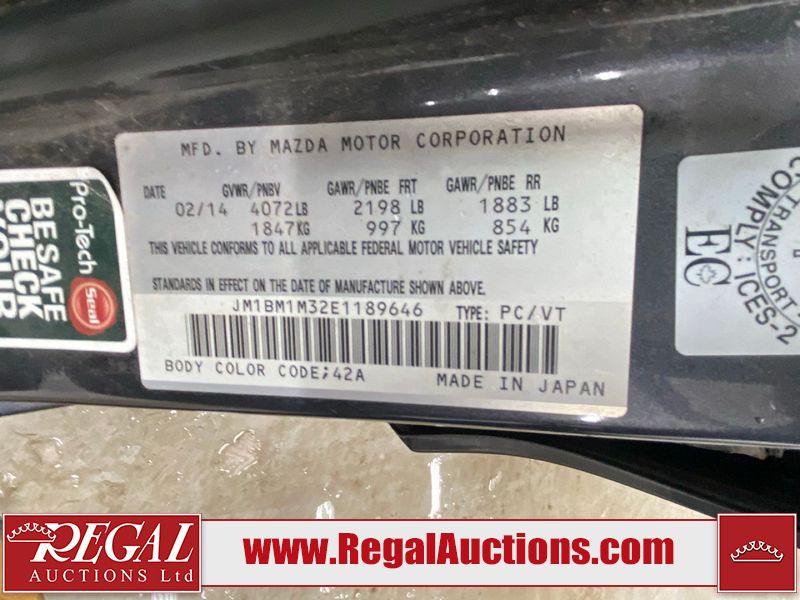 MFD. BY MAZDA MOTOR CORPORATION
DATE GVWR/PNBV GAWR/PNBE FRT GAWR/PNBE RR
02/14 4072LB 2198 LB 1883 LB
1847KG 997 KG 854 KG
THIS VEHICLE CONFORMS TO ALL APPLICABLE FEDERAL MOTOR VEHICLE SAFETY
STANDARDS IN EFFECT ON THE DATE OF MANUFACTURE SHOWN ABOVE.
JM1BM1M32E1189646 TYPE: PC/VT
BODY COLOR CODE;42A MADE IN JAPAN
Pro-Tech
Seal
BE SAFE
CHECK
YOUR
TRANSPORT
COMPLY: ICES-2
EC
REGAL
AUCTIONS Ltd
www.RegalAuctions.com